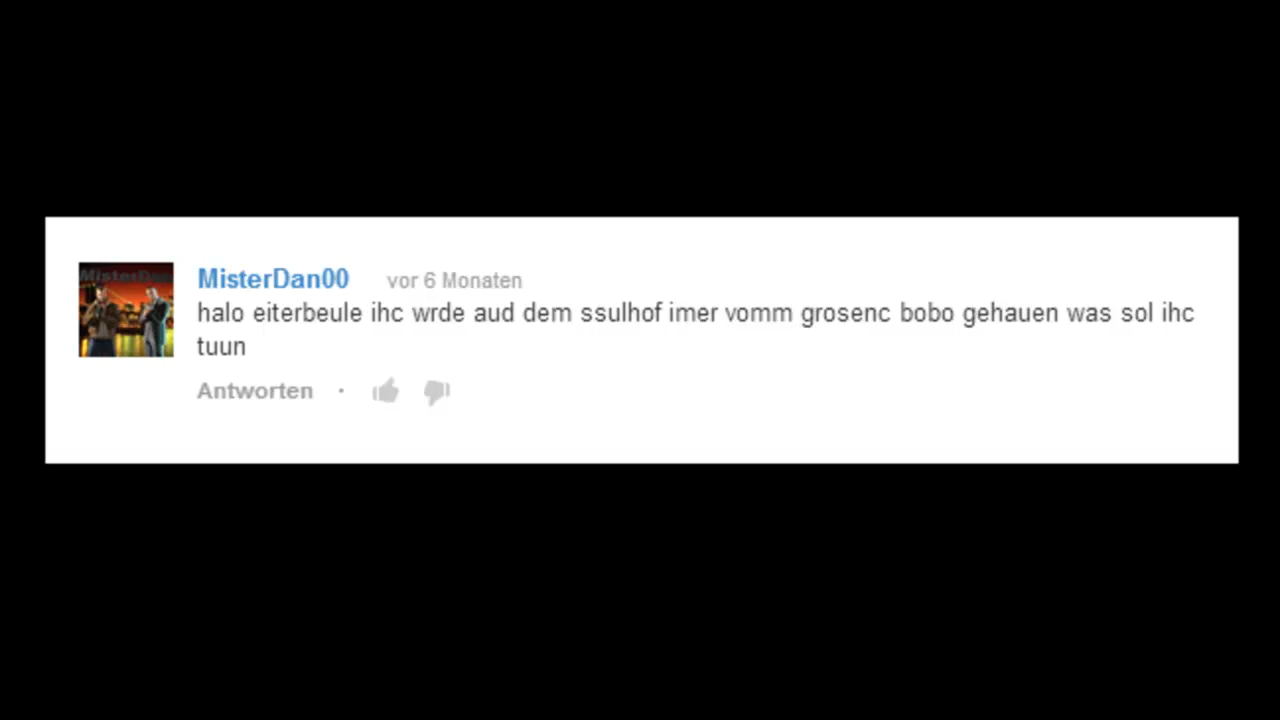 MisterDan
MisterDan00 vor 6 Monaten
halo eiterbeule ihc wrde aud dem ssulhof imer vomm grosenc bobo gehauen was sol ihc
tuun
Antworten ·